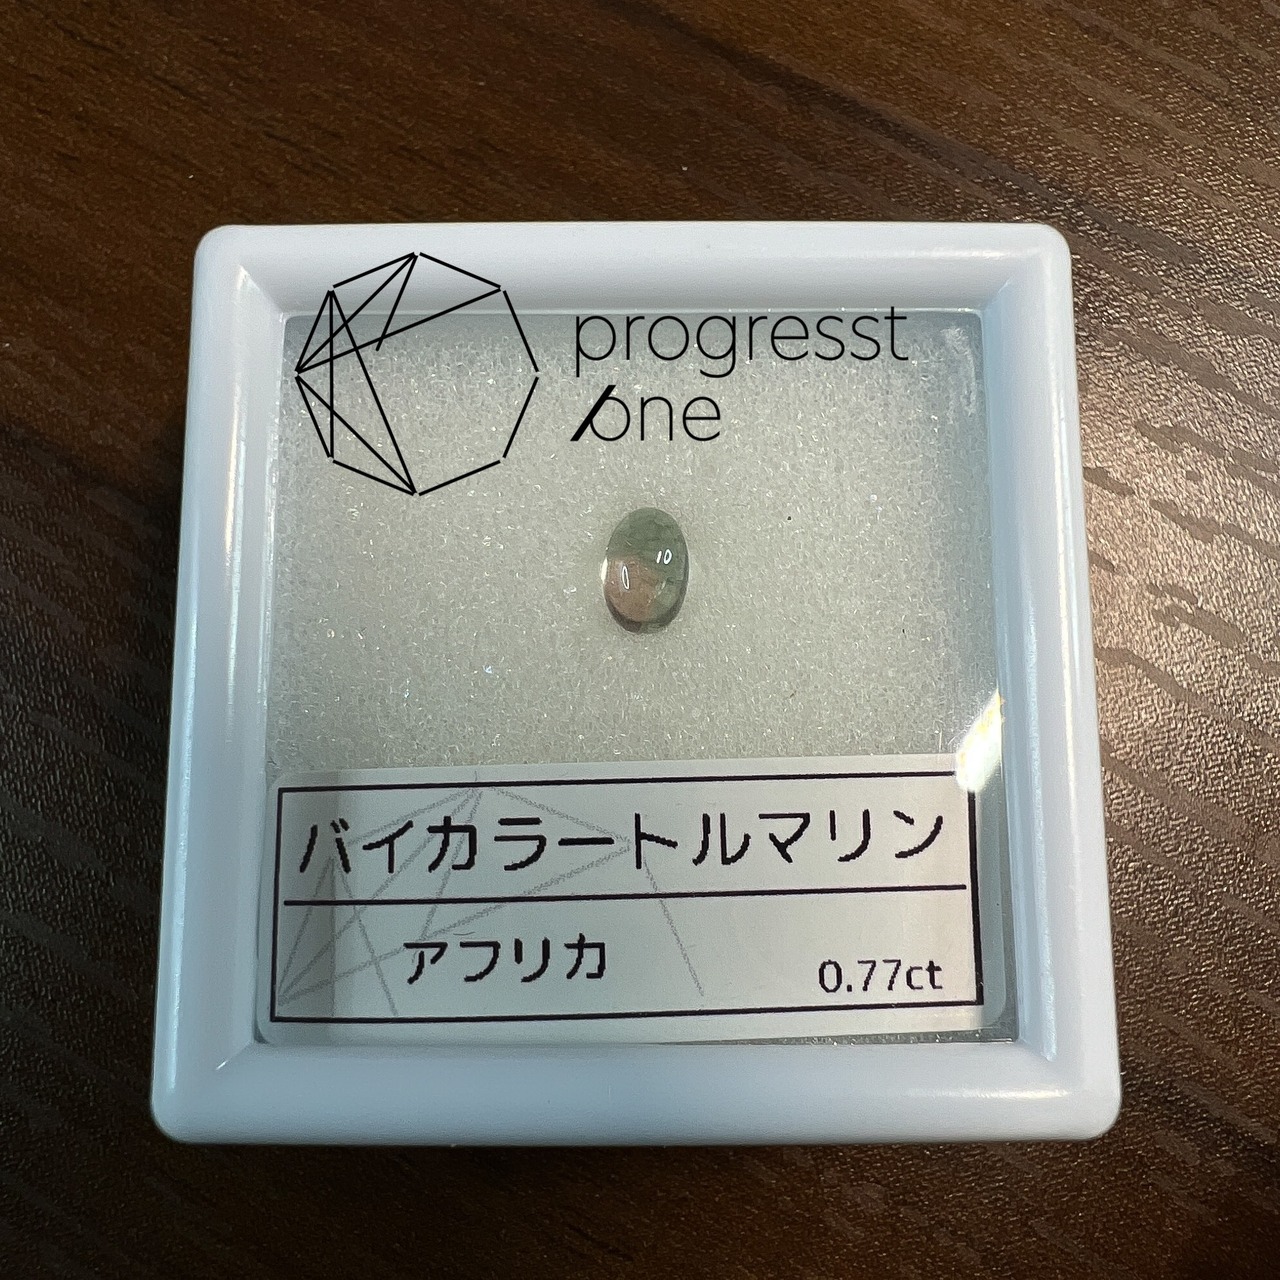 progresst
one
バイカラートルマリン
アフリカ
0.77ct